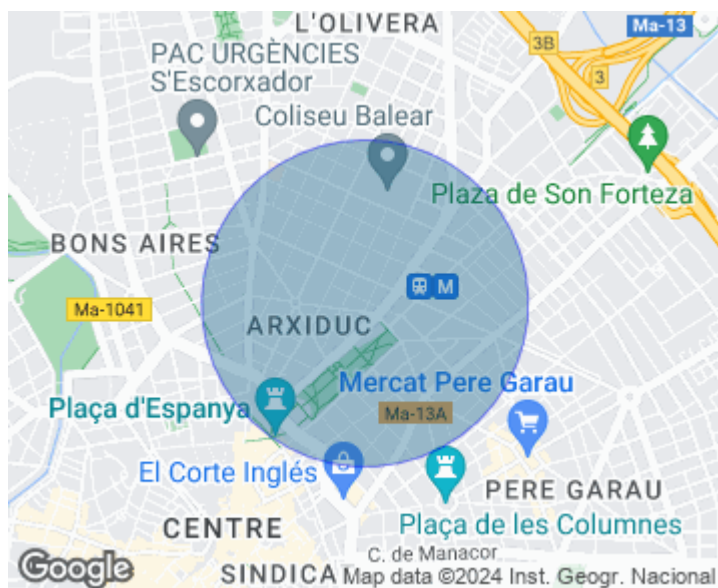 L'OLIVERA
Ma-13
PAC URGÈNCIES
S'Escorxador
3B
3
Coliseu Balear
Plaza de Son Forteza
BONS AIRES
M
Ma-1041
ARXIDUC
Mercat Pere Garau
Plaça d'Espanya
Ma-13A
El Corte Inglés
PERE GARAU
CENTRE
Plaça de les Columnes
C. de Manacor
Google
SINDICA
Map data ©2024 Inst. Geogr. Nacional